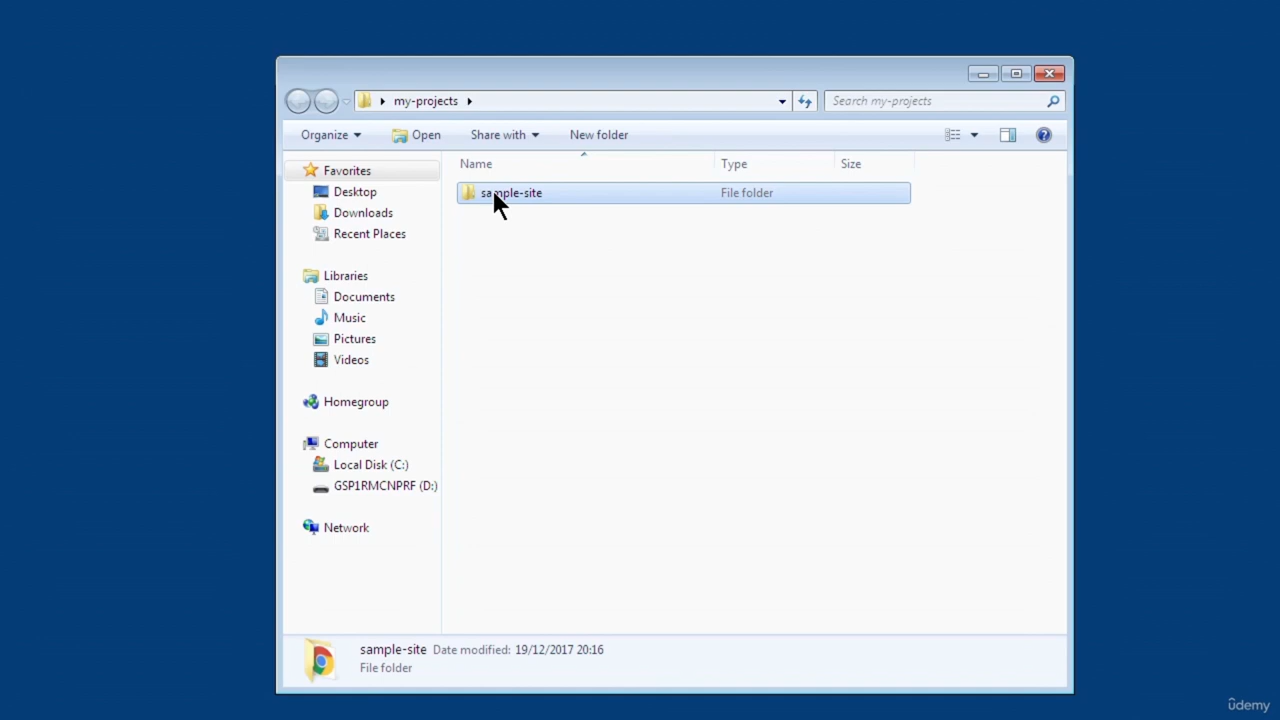 my-projects
Search my-projects
Organize Open Share with New folder
Name Type Size
Favorites
sample-site File folder
Desktop
Downloads
Recent Places
Libraries
Documents
Music
Pictures
Videos
Homegroup
Computer
Local Disk (C:)
GSP1RMCNPRF (D:)
Network
sample-site Date modified: 19/12/2017 20:16
File folder
ûdemy